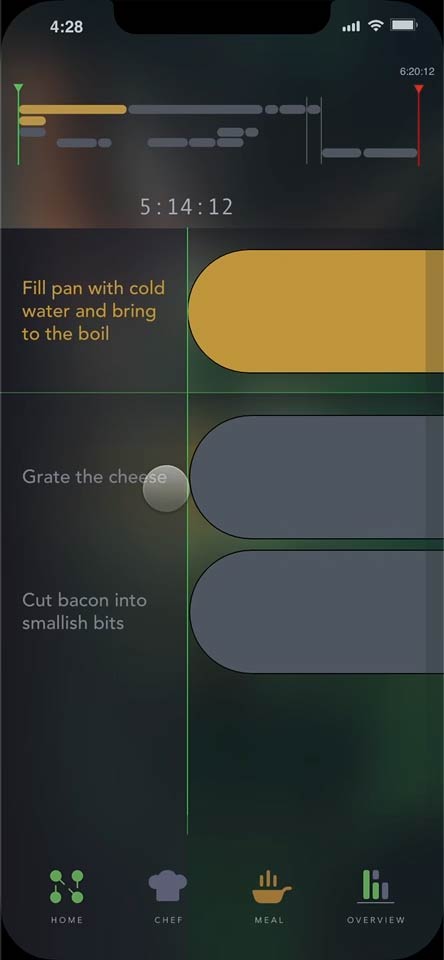 4:28
6:20:12
5:14:12
Fill pan with cold
water and bring
to the boil
Grate the cheese
Cut bacon into
smallish bits
HOME
CHEF
MEAL
OVERVIEW